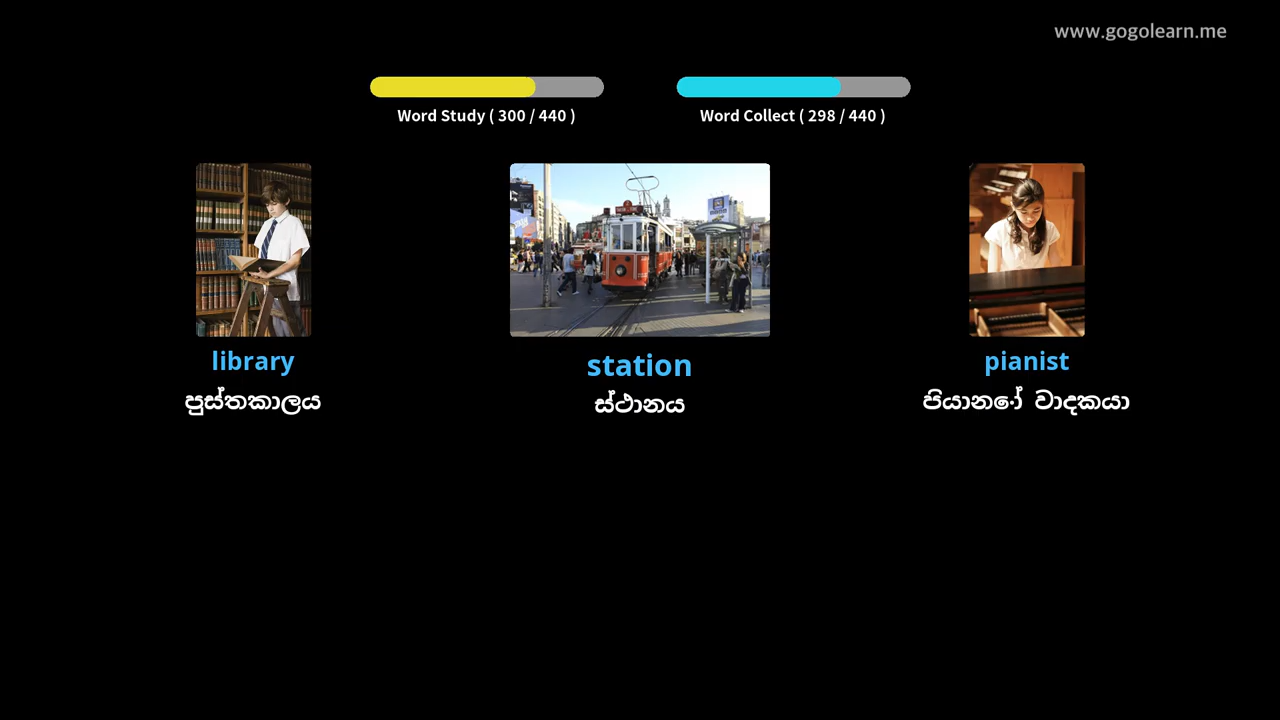 www.gogolearn.me
Word Study ( 300 / 440 )
Word Collect ( 298 / 440 )
library
station
pianist
පුස්තකාලය
ස්ථානය
පියානෝ වාදකයා